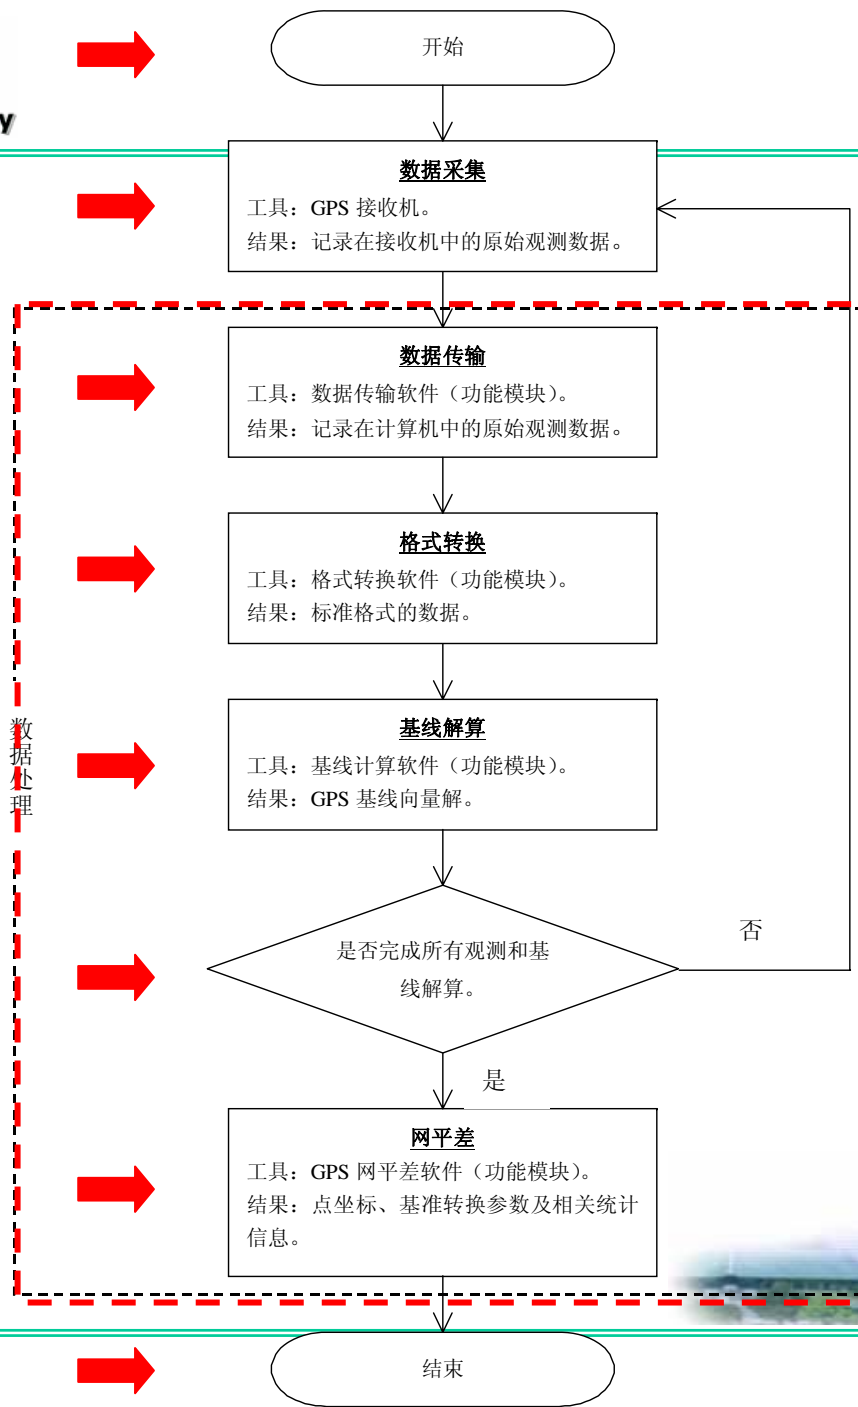 开始
y
数据采集
工具：GPS 接收机。
结果：记录在接收机中的原始观测数据。
数据传输
工具：数据传输软件（功能模块）。
结果：记录在计算机中的原始观测数据。
格式转换
工具：格式转换软件（功能模块）。
结果：标准格式的数据。
基线解算
工具：基线计算软件（功能模块）。
结果：GPS 基线向量解。
数据处理
是否完成所有观测和基
线解算。
否
是
网平差
工具：GPS 网平差软件（功能模块）。
结果：点坐标、基准转换参数及相关统计
信息。
结束